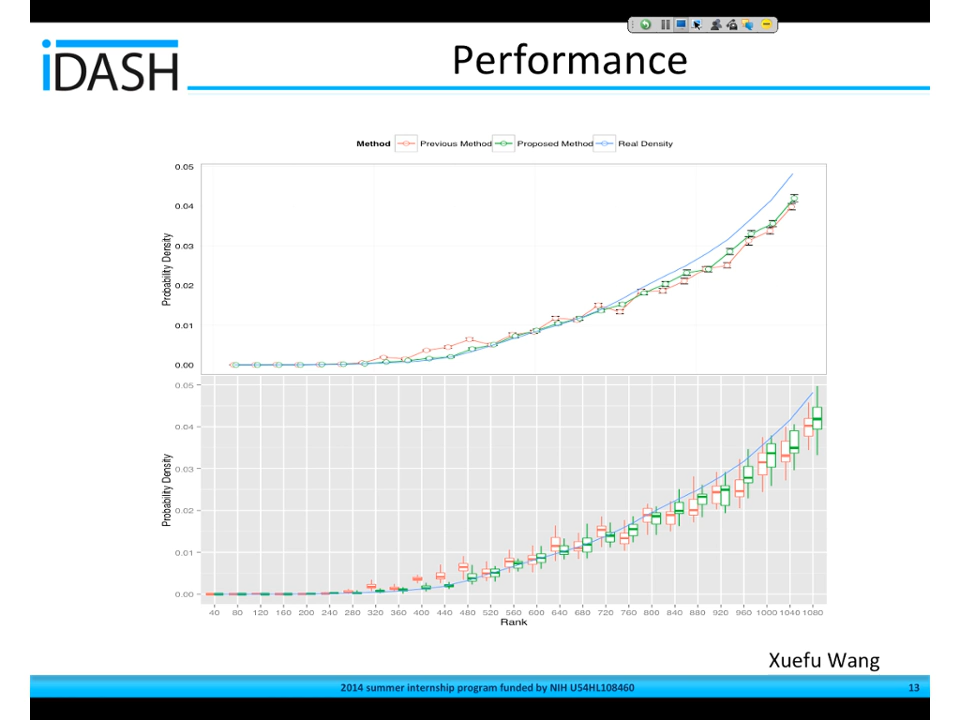 iDASH
Performance
Method Previous Method Proposed Method Real Density
0.05
0.04
0.03
0.02
0.01
0.00
Probability Density
0.05
0.04
0.03
0.02
0.01
0.00
Probability Density
40 80 120 160 200 240 280 320 360 400 440 480 520 560 600 640 680 720 760 800 840 880 920 960 1000 1040 1080
Rank
Xuefu Wang
2014 summer internship program funded by NIH U54HL108460 13